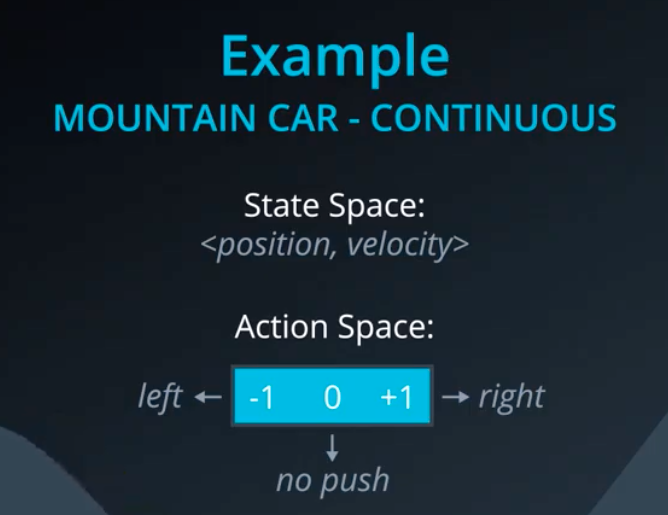 Example
MOUNTAIN CAR - CONTINUOUS
State Space:
<position, velocity>
Action Space:
left ← -1 0 +1 → right
↓
no push